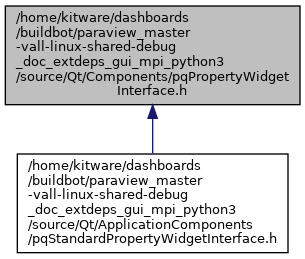 /home/kitware/dashboards
/buildbot/paraview_master
-vall-linux-shared-debug
_doc_extdeps_gui_mpi_python3
/source/Qt/Components/pqPropertyWidget
Interface.h
/home/kitware/dashboards
/buildbot/paraview_master
-vall-linux-shared-debug
_doc_extdeps_gui_mpi_python3
/source/Qt/ApplicationComponents
/pqStandardPropertyWidgetInterface.h